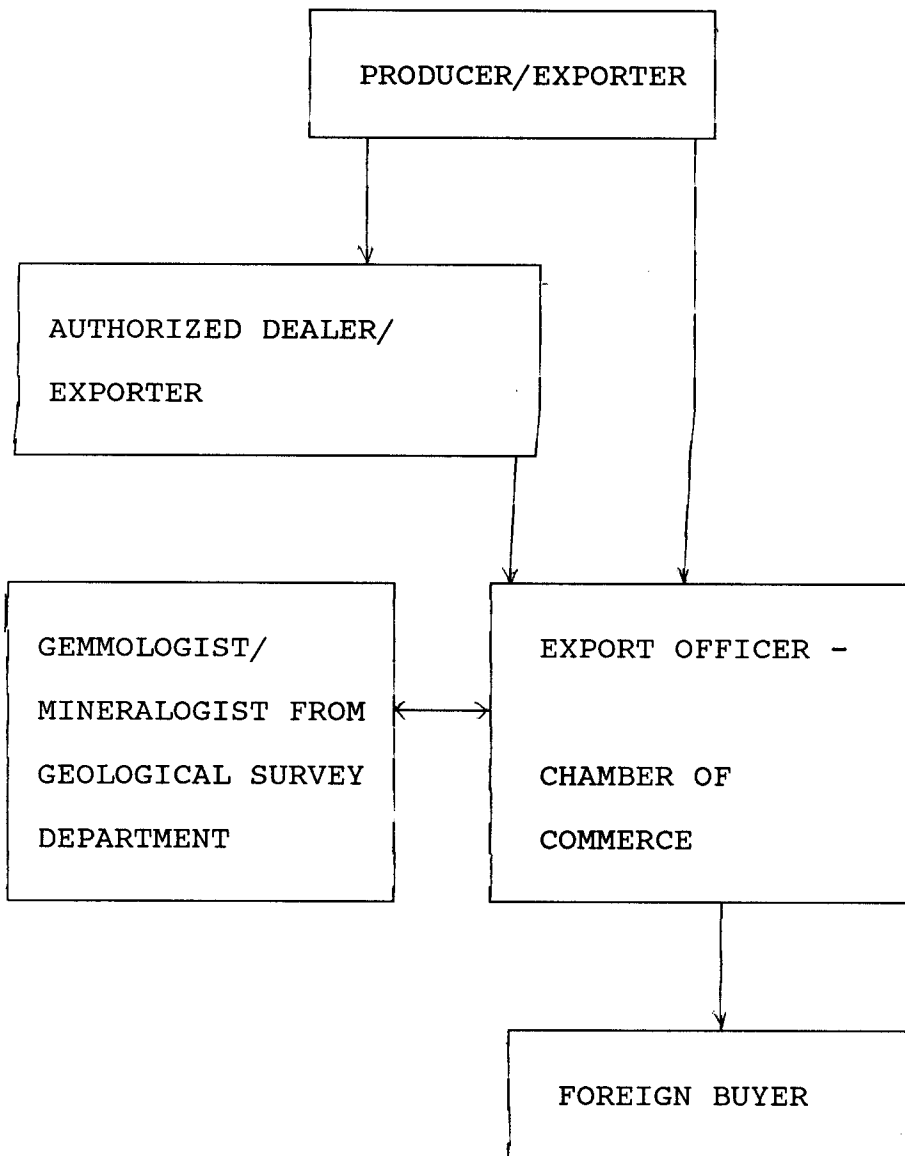 PRODUCER/EXPORTER
AUTHORIZED DEALER/
EXPORTER
GEMMOLOGIST/
MINERALOGIST FROM
GEOLOGICAL SURVEY
DEPARTMENT
EXPORT OFFICER -
CHAMBER OF
COMMERCE
FOREIGN BUYER